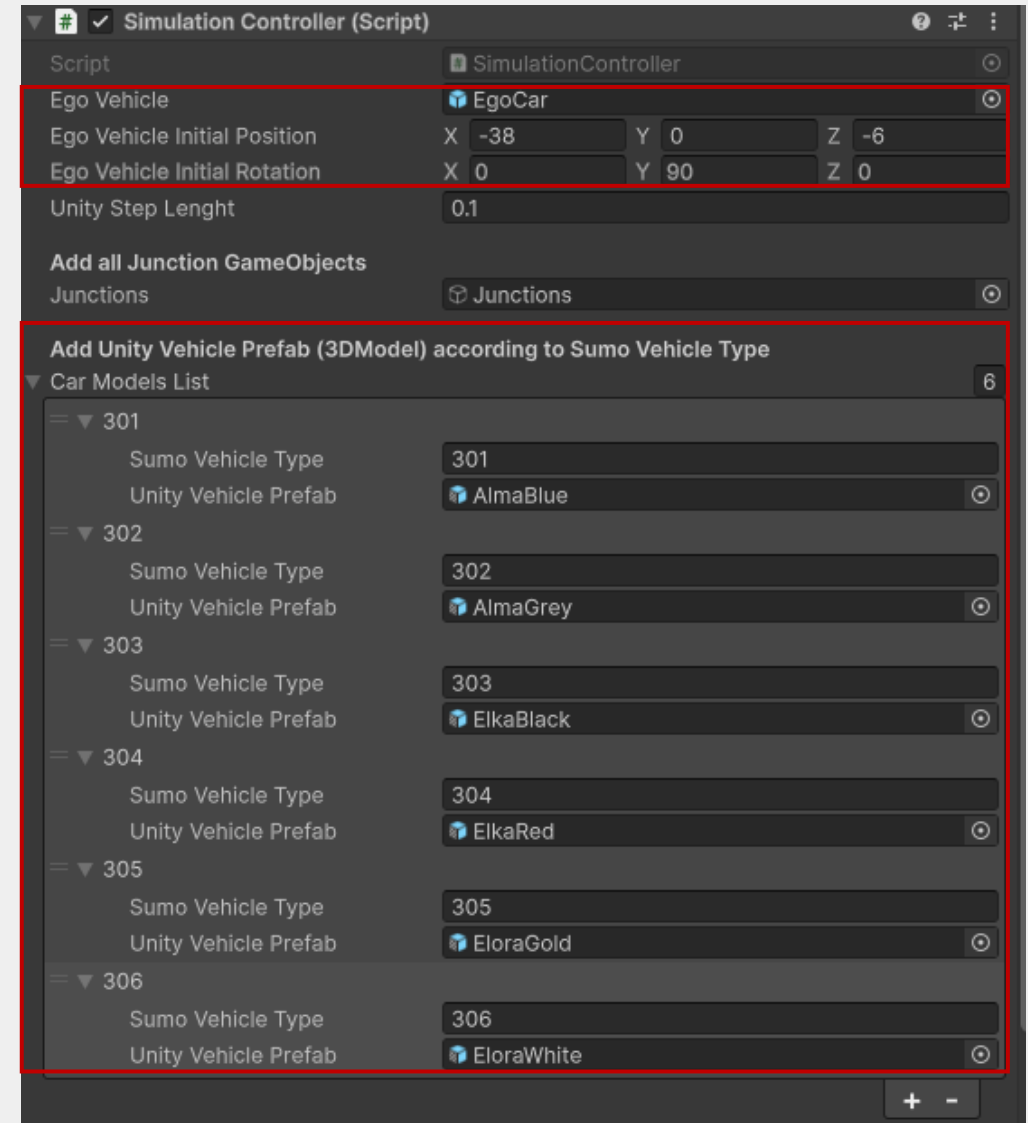 Simulation Controller (Script)
Script SimulationController
Ego Vehicle EgoCar
Ego Vehicle Initial Position X -38 Y 0 Z -6
Ego Vehicle Initial Rotation X 0 Y 90 Z 0
Unity Step Lenght 0.1
Add all Junction GameObjects
Junctions Junctions
Add Unity Vehicle Prefab (3DModel) according to Sumo Vehicle Type
Car Models List 6
301
Sumo Vehicle Type 301
Unity Vehicle Prefab AlmaBlue
302
Sumo Vehicle Type 302
Unity Vehicle Prefab AlmaGrey
303
Sumo Vehicle Type 303
Unity Vehicle Prefab ElkaBlack
304
Sumo Vehicle Type 304
Unity Vehicle Prefab ElkaRed
305
Sumo Vehicle Type 305
Unity Vehicle Prefab EloraGold
306
Sumo Vehicle Type 306
Unity Vehicle Prefab EloraWhite
+ -